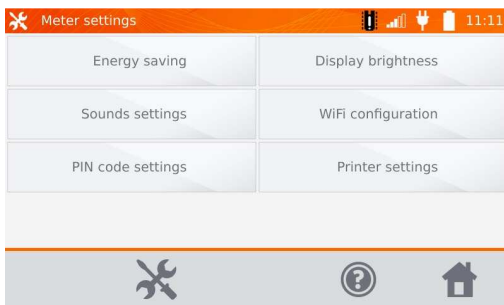 Meter settings 11:11
Energy saving Display brightness
Sounds settings WiFi configuration
PIN code settings Printer settings